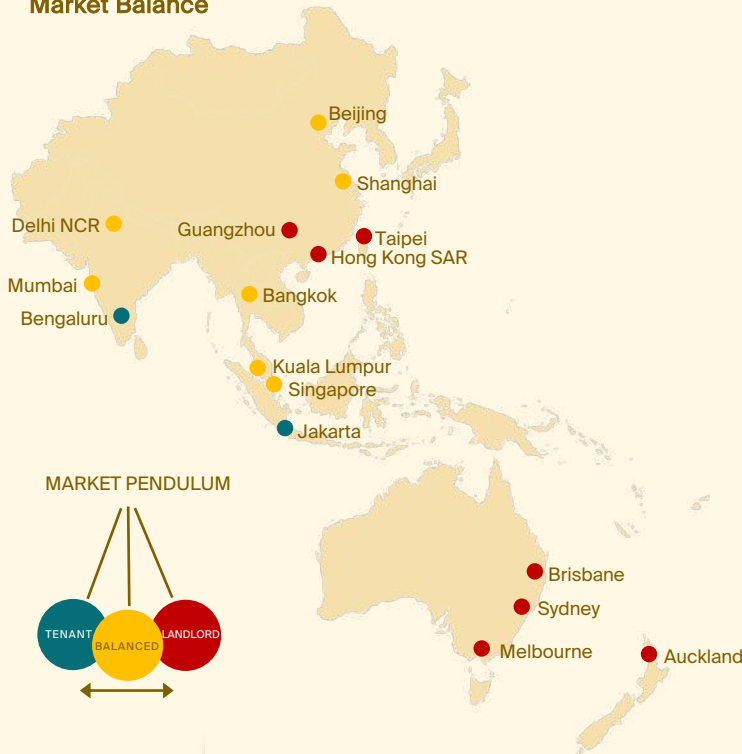 Market Balance
Beijing
Shanghai
Delhi NCR
Guangzhou
Taipei
Hong Kong SAR
Mumbai
Bangkok
Bengaluru
Kuala Lumpur
Singapore
Jakarta
MARKET PENDULUM
TENANT
BALANCED
LANDLORD
Brisbane
Sydney
Melbourne
Auckland